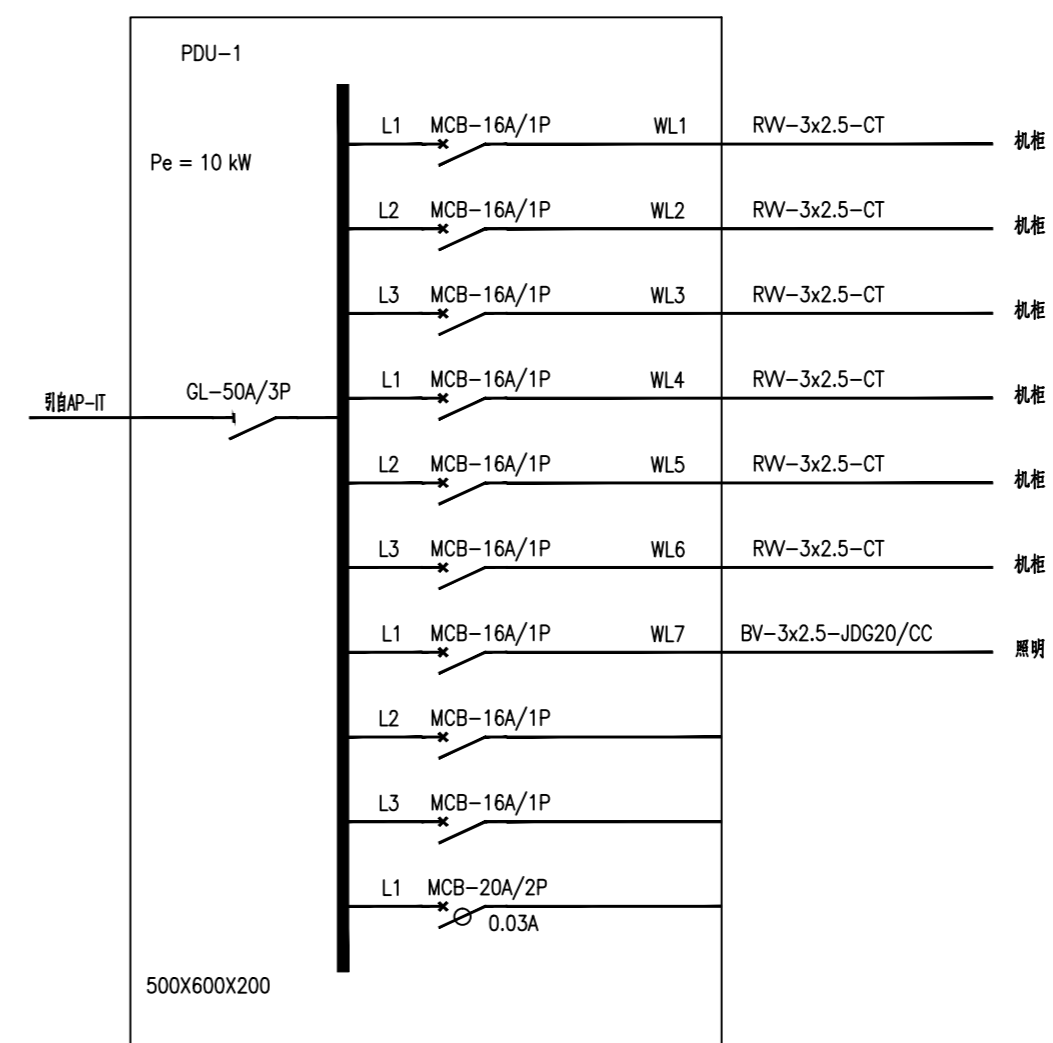 PDU-1
Pe = 10 kW
引自AP-IT
GL-50A/3P
L1 MCB-16A/1P WL1 RVV-3x2.5-CT 机柜
L2 MCB-16A/1P WL2 RVV-3x2.5-CT 机柜
L3 MCB-16A/1P WL3 RVV-3x2.5-CT 机柜
L1 MCB-16A/1P WL4 RVV-3x2.5-CT 机柜
L2 MCB-16A/1P WL5 RVV-3x2.5-CT 机柜
L3 MCB-16A/1P WL6 RVV-3x2.5-CT 机柜
L1 MCB-16A/1P WL7 BV-3x2.5-JDG20/CC 照明
L2 MCB-16A/1P
L3 MCB-16A/1P
L1 MCB-20A/2P
0.03A
500X600X200